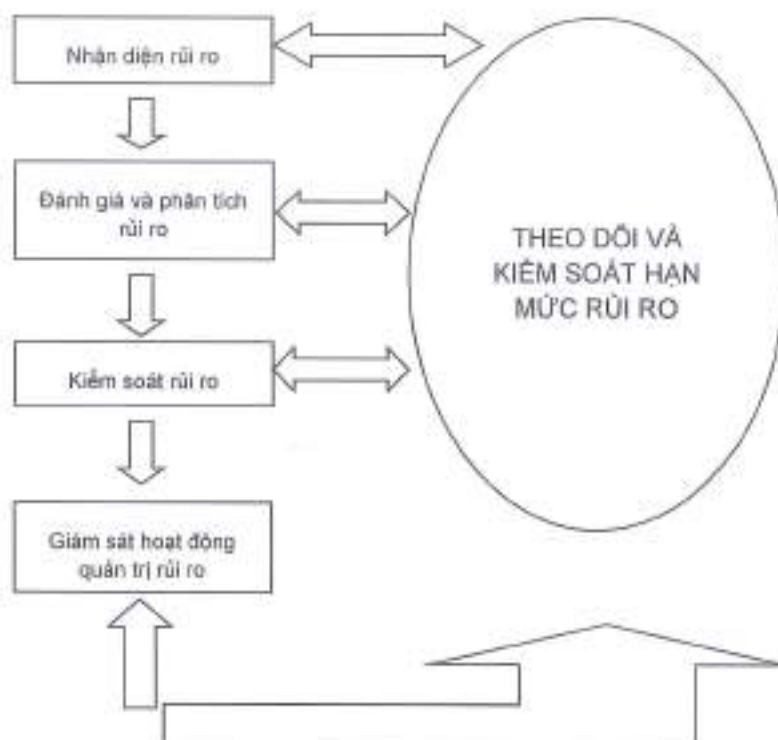 Nhận diện rủi ro
Đánh giá và phân tích
rủi ro
Kiểm soát rủi ro
Giám sát hoạt động
quản trị rủi ro
THEO DÕI VÀ
KIỂM SOÁT HẠN
MỨC RỦI RO